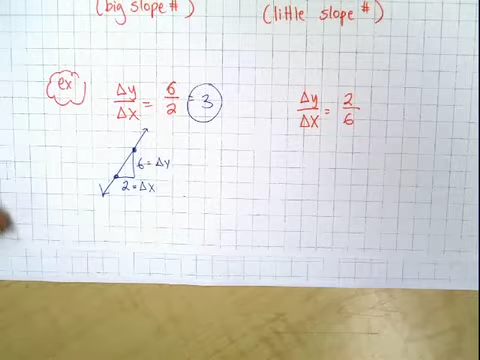 (big slope #)
(little slope #)
ex
Δy/Δx = 6/2 = 3
Δy/Δx = 2/6
6 = Δy
2 = Δx